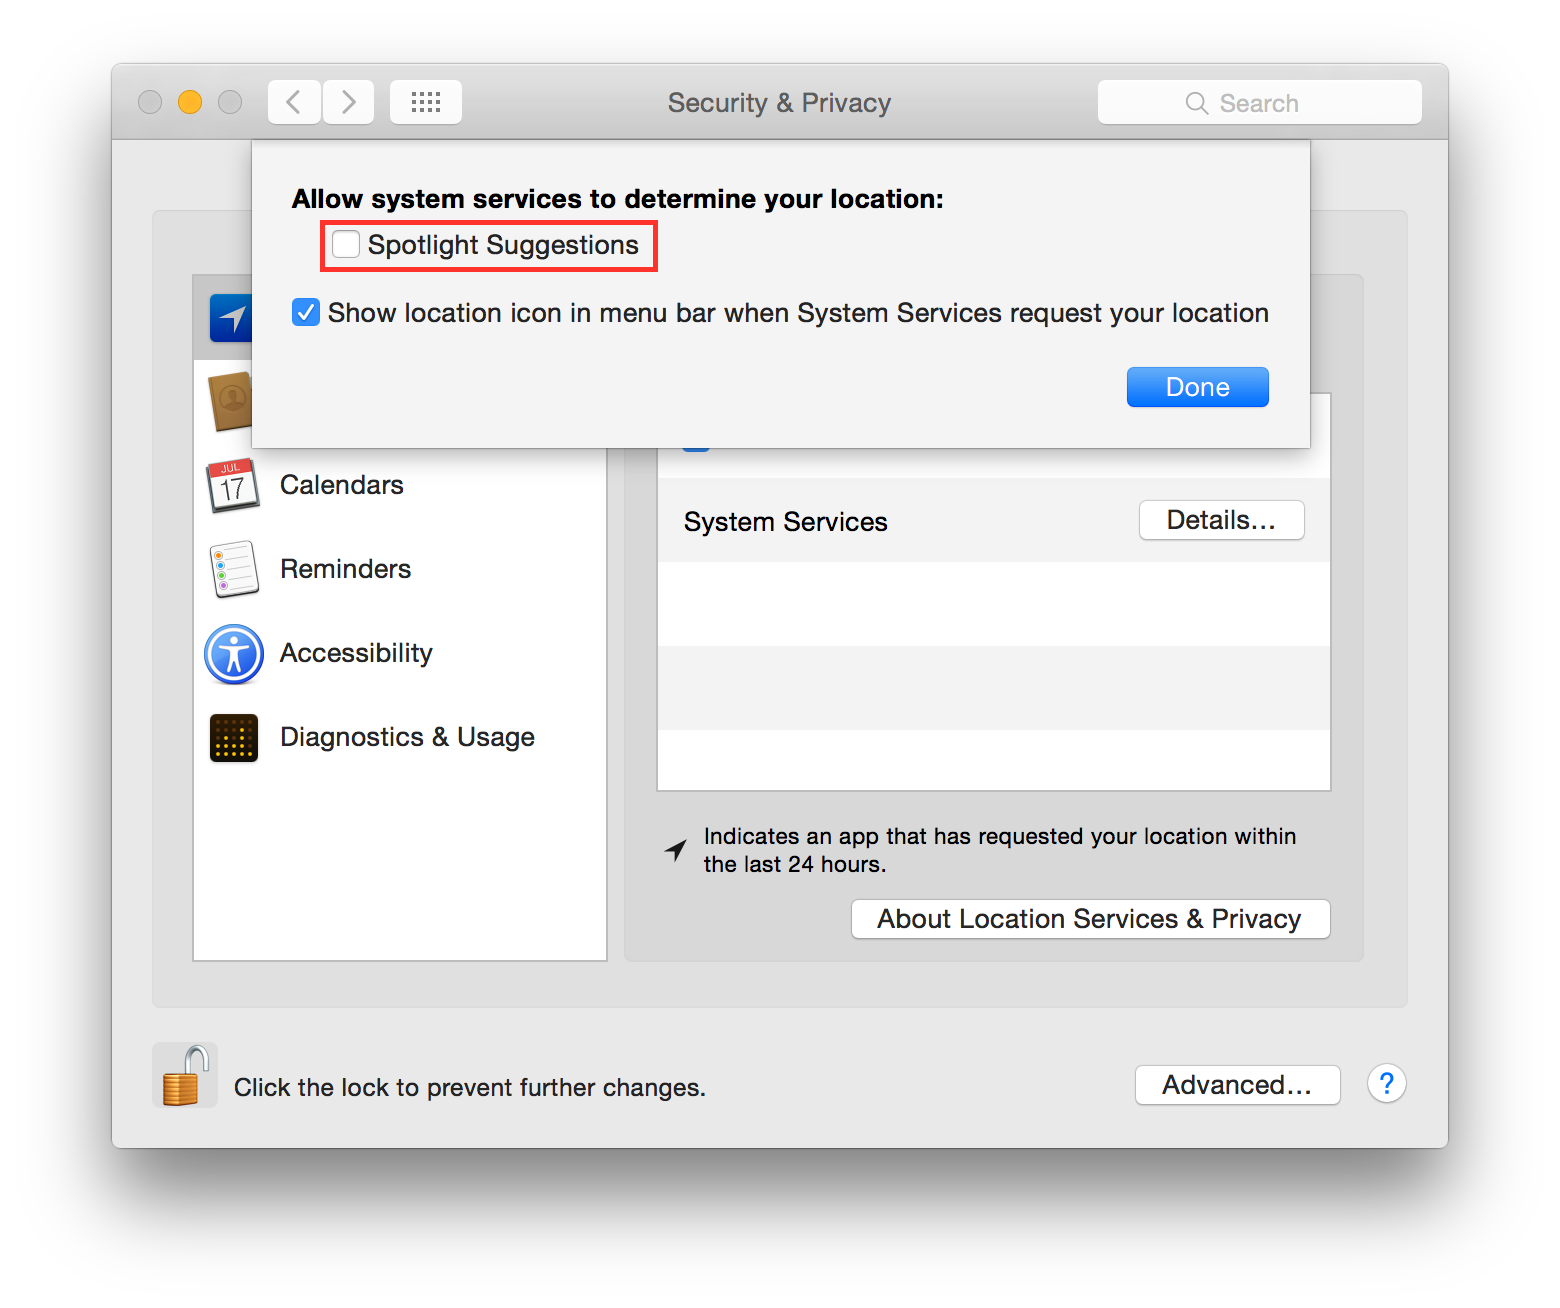 Security & Privacy
Search
Allow system services to determine your location:
Spotlight Suggestions
Show location icon in menu bar when System Services request your location
Done
JUL
17
Calendars
System Services
Details...
Reminders
Accessibility
Diagnostics & Usage
Indicates an app that has requested your location within
the last 24 hours.
About Location Services & Privacy
Click the lock to prevent further changes.
Advanced...
?